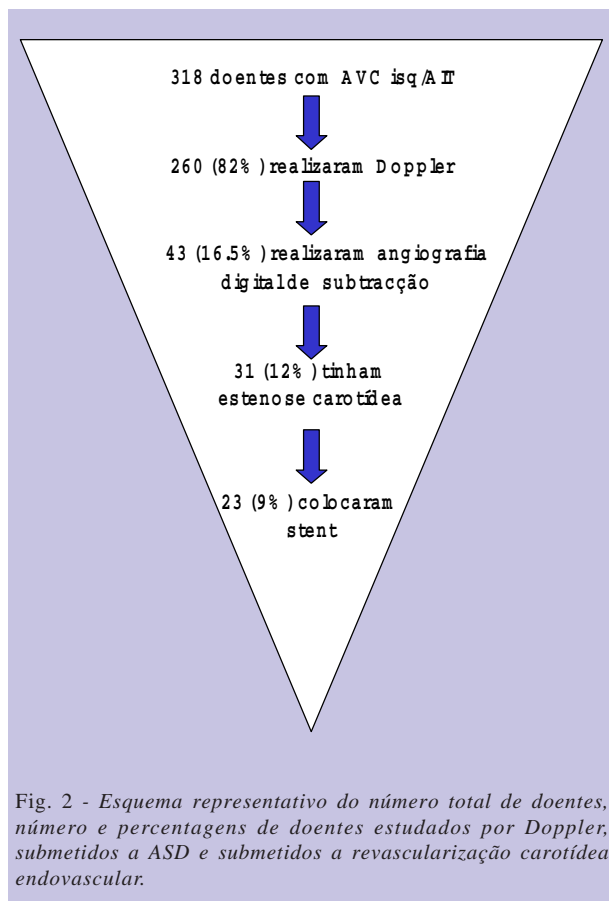 318 doentes com AVC isq/AIT
260 (82%) realizaram Doppler
43 (16.5%) realizaram angiografia
digital de subtracção
31 (12%) tinham
estenose carotídea
23 (9%) colocaram
stent
Fig. 2 - Esquema representativo do número total de doentes,
número e percentagens de doentes estudados por Doppler,
submetidos a ASD e submetidos a revascularização carotídea
endovascular.